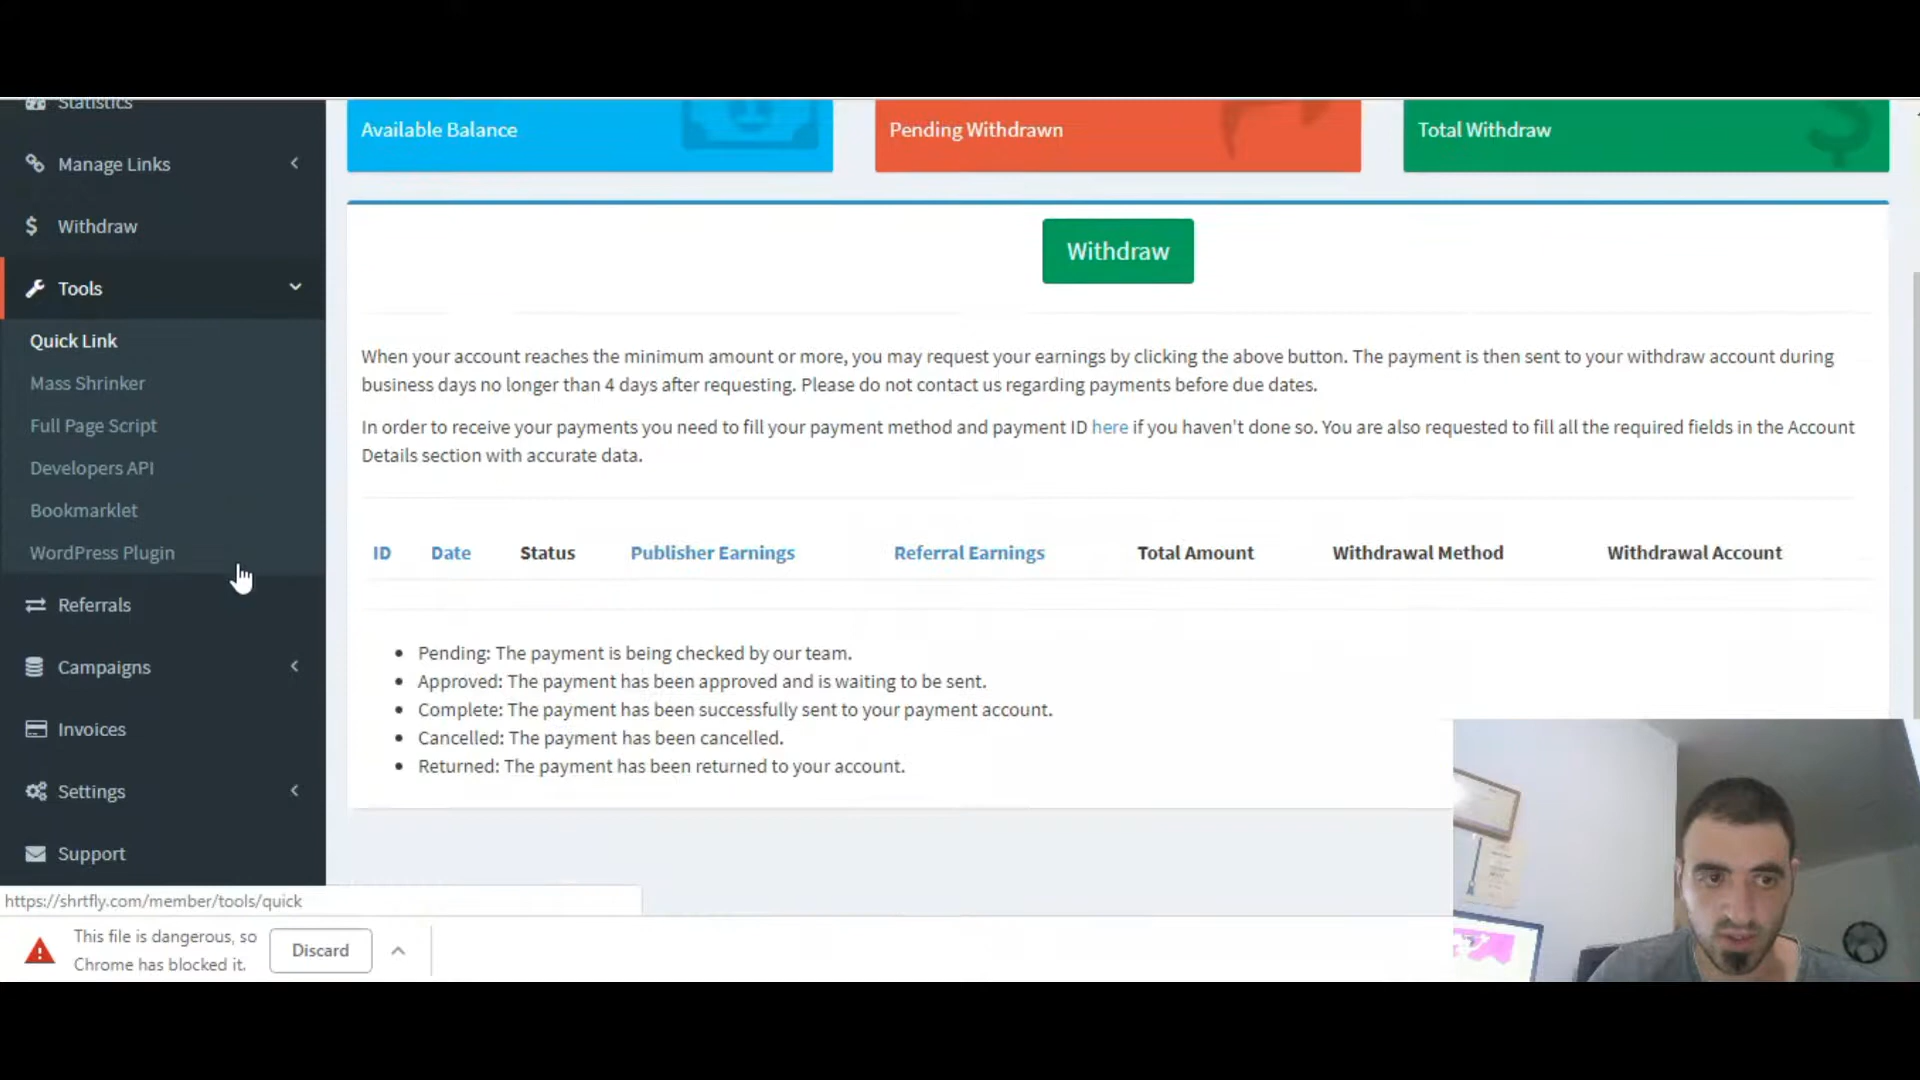 Statistics
Manage Links
Withdraw
Tools
Quick Link
Mass Shrinker
Full Page Script
Developers API
Bookmarklet
WordPress Plugin
Referrals
Campaigns
Invoices
Settings
Support
Available Balance
Pending Withdrawn
Total Withdraw
Withdraw
When your account reaches the minimum amount or more, you may request your earnings by clicking the above button. The payment is then sent to your withdraw account during
business days no longer than 4 days after requesting. Please do not contact us regarding payments before due dates.
In order to receive your payments you need to fill your payment method and payment ID here if you haven't done so. You are also requested to fill all the required fields in the Account
Details section with accurate data.
ID Date Status Publisher Earnings Referral Earnings Total Amount Withdrawal Method Withdrawal Account
Pending: The payment is being checked by our team.
Approved: The payment has been approved and is waiting to be sent.
Complete: The payment has been successfully sent to your payment account.
Cancelled: The payment has been cancelled.
Returned: The payment has been returned to your account.
https://shrtfly.com/member/tools/quick
This file is dangerous, so
Chrome has blocked it.
Discard